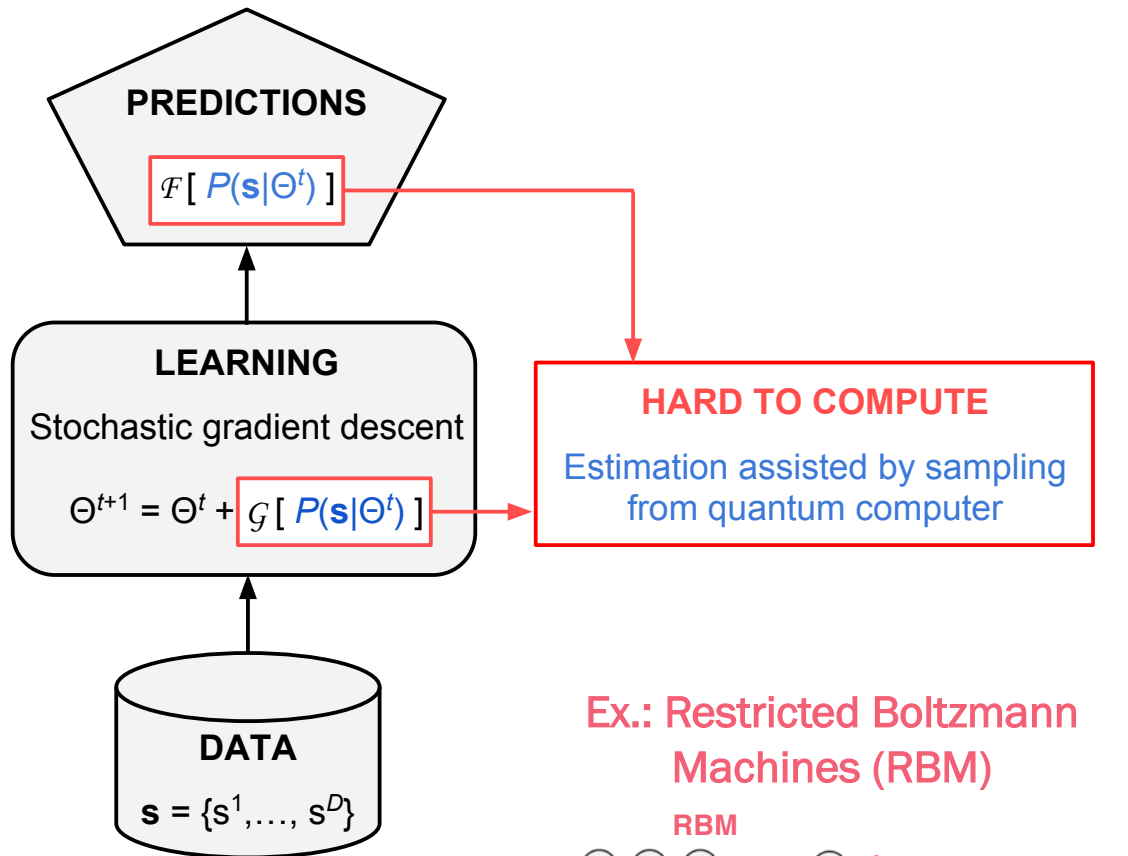 PREDICTIONS
ℱ[ P(s|Θᵗ) ]
LEARNING
Stochastic gradient descent
Θᵗ⁺¹ = Θᵗ + 𝒢[ P(s|Θᵗ) ]
HARD TO COMPUTE
Estimation assisted by sampling
from quantum computer
DATA
s = {s¹,…, sᴰ}
Ex.: Restricted Boltzmann
Machines (RBM)
RBM